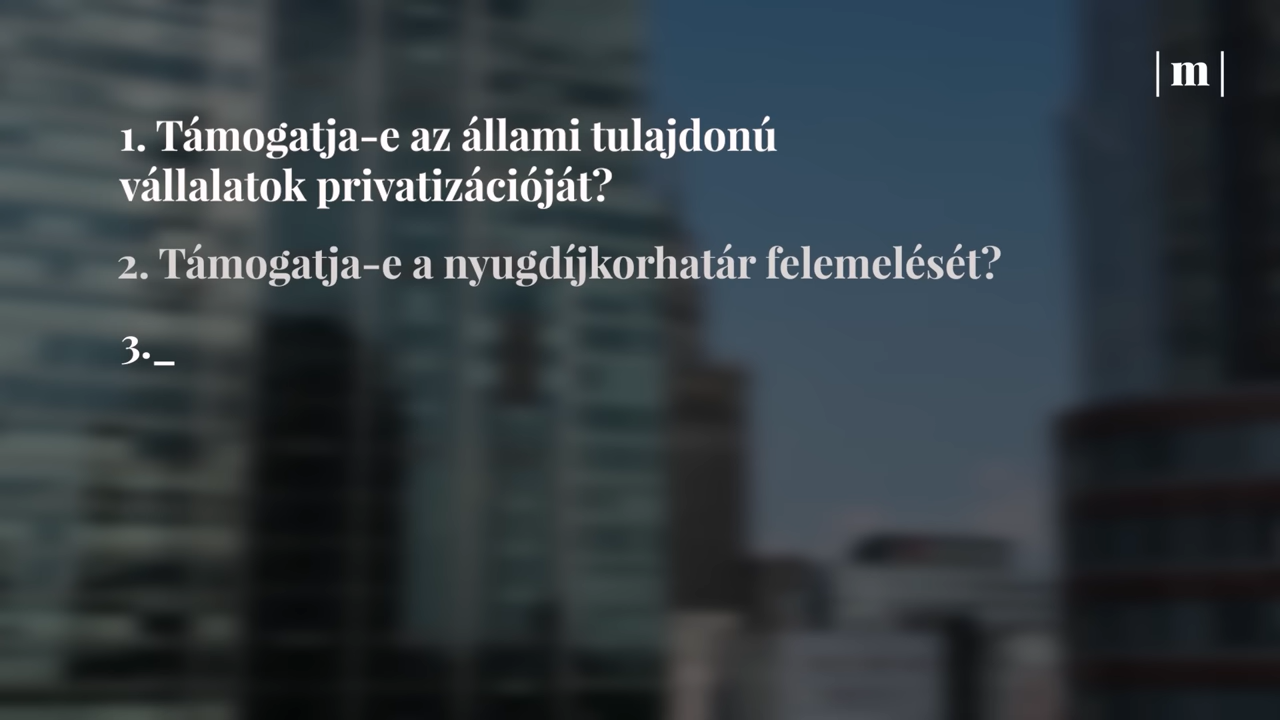 |m|
1. Támogatja-e az állami tulajdonú
vállalatok privatizációját?
2. Támogatja-e a nyugdíjkorhatár felemelését?
3._